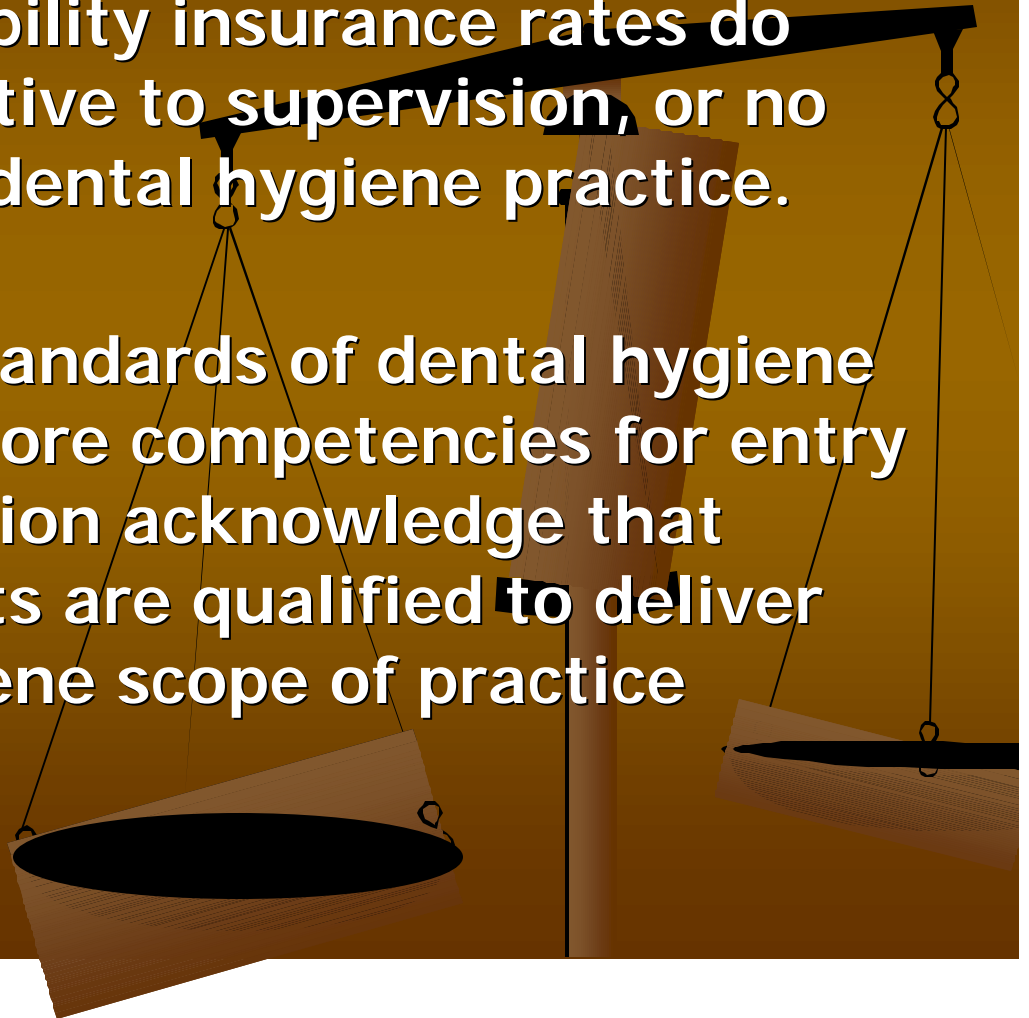 bility insurance rates do
tive to supervision, or no
dental hygiene practice.
andards of dental hygiene
ore competencies for entry
ion acknowledge that
ts are qualified to deliver
ene scope of practice